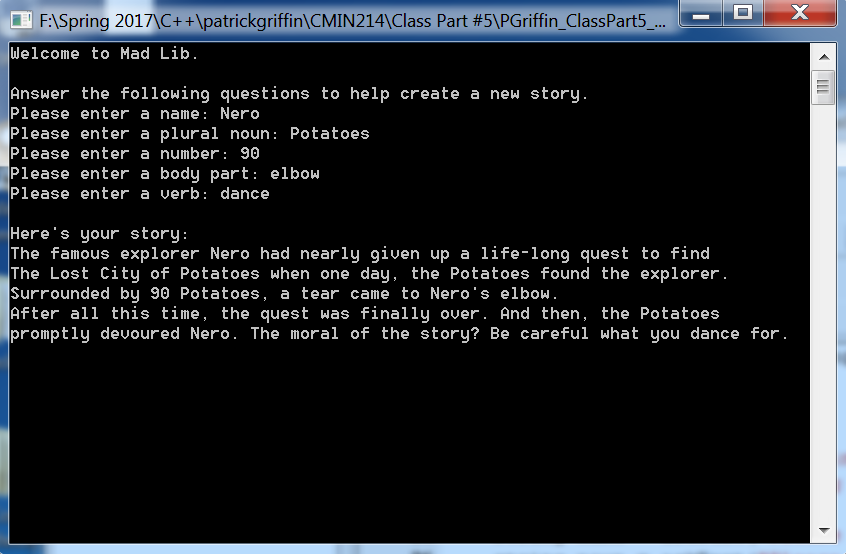 F:\Spring 2017\C++\patrickgriffin\CMIN214\Class Part #5\PGriffin_ClassPart5_...
Welcome to Mad Lib.
Answer the following questions to help create a new story.
Please enter a name: Nero
Please enter a plural noun: Potatoes
Please enter a number: 90
Please enter a body part: elbow
Please enter a verb: dance
Here's your story:
The famous explorer Nero had nearly given up a life-long quest to find
The Lost City of Potatoes when one day, the Potatoes found the explorer.
Surrounded by 90 Potatoes, a tear came to Nero's elbow.
After all this time, the quest was finally over. And then, the Potatoes
promptly devoured Nero. The moral of the story? Be careful what you dance for.